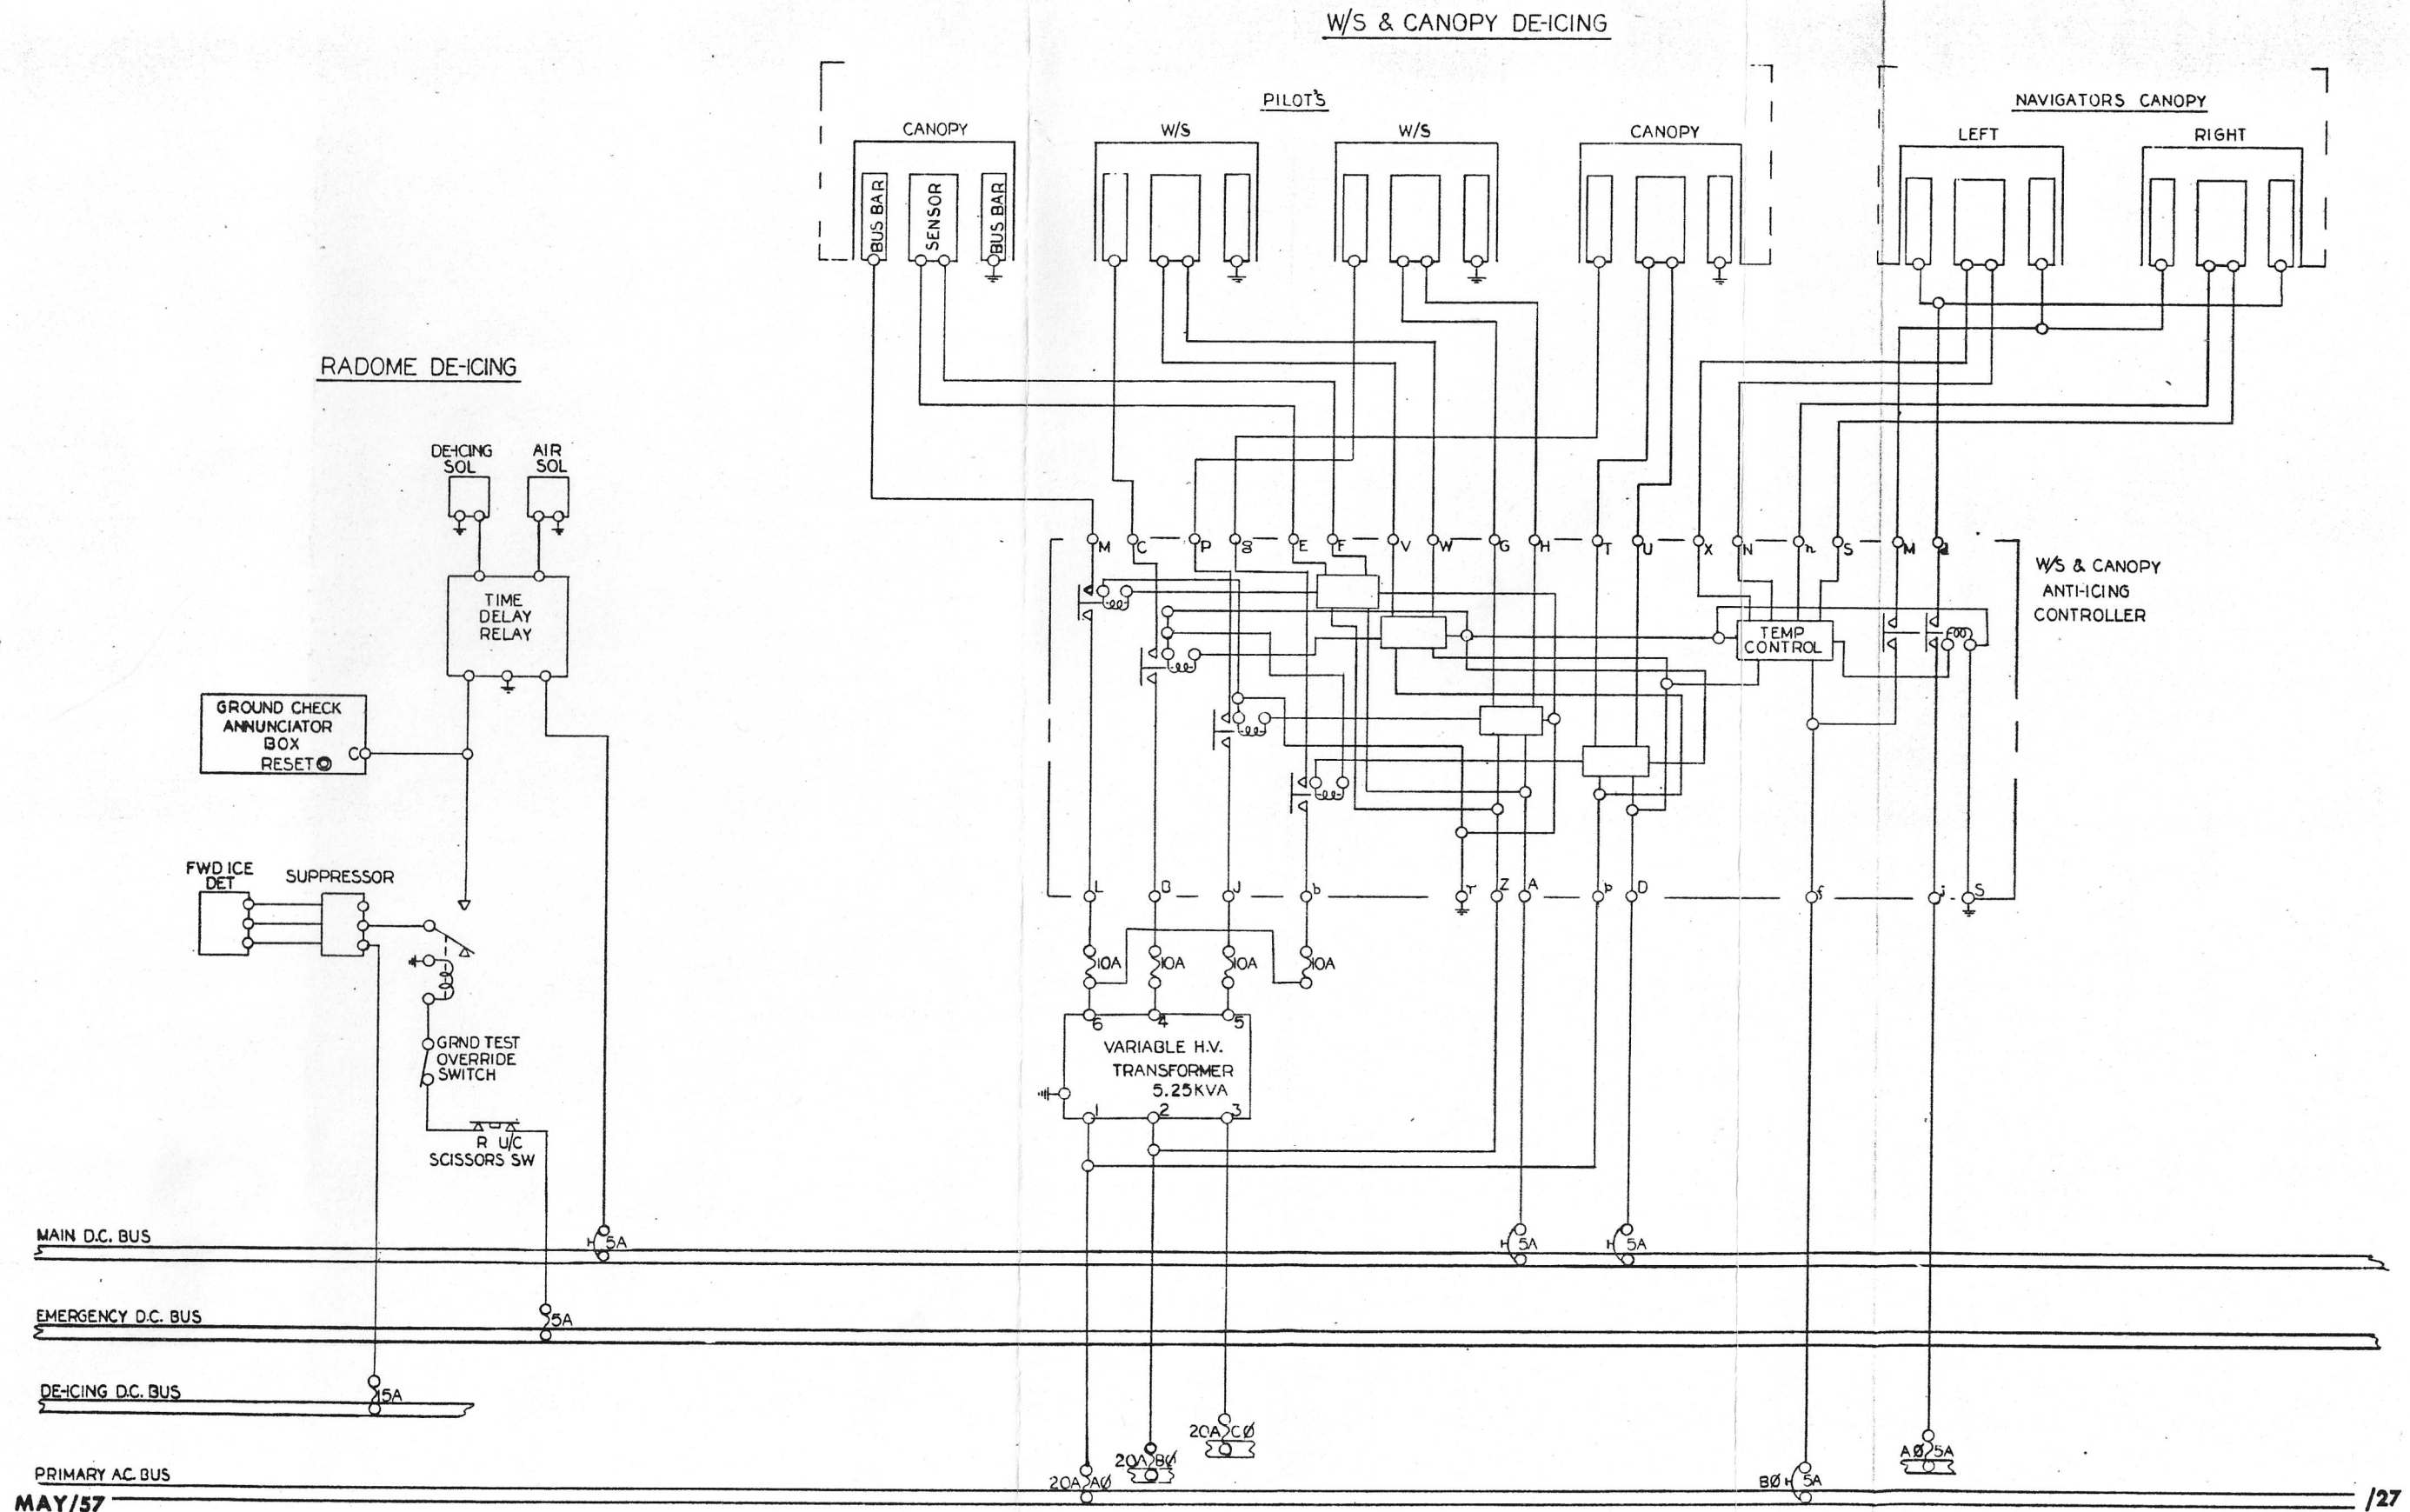 W/S & CANOPY DE-ICING
PILOT'S
NAVIGATORS CANOPY
CANOPY
W/S
W/S
CANOPY
LEFT
RIGHT
BUS BAR
SENSOR
BUS BAR
RADOME DE-ICING
DE-ICING
SOL
AIR
SOL
TIME
DELAY
RELAY
GROUND CHECK
ANNUNCIATOR
BOX
RESET
C
FWD ICE
DET
SUPPRESSOR
GRND TEST
OVERRIDE
SWITCH
R U/C
SCISSORS SW
M C P g E F V W G H T U X N h S M d
W/S & CANOPY
ANTI-ICING
CONTROLLER
TEMP
CONTROL
L B J b T Z A p D f j S
10A 10A 10A 10A
6 4 5
VARIABLE H.V.
TRANSFORMER
5.25KVA
1 2 3
MAIN D.C. BUS
5A 5A 5A
EMERGENCY D.C. BUS
5A
DE-ICING D.C. BUS
15A
PRIMARY A.C. BUS
20A AØ
20A BØ
20A CØ
BØ 5A
AØ 5A
MAY/57
/27